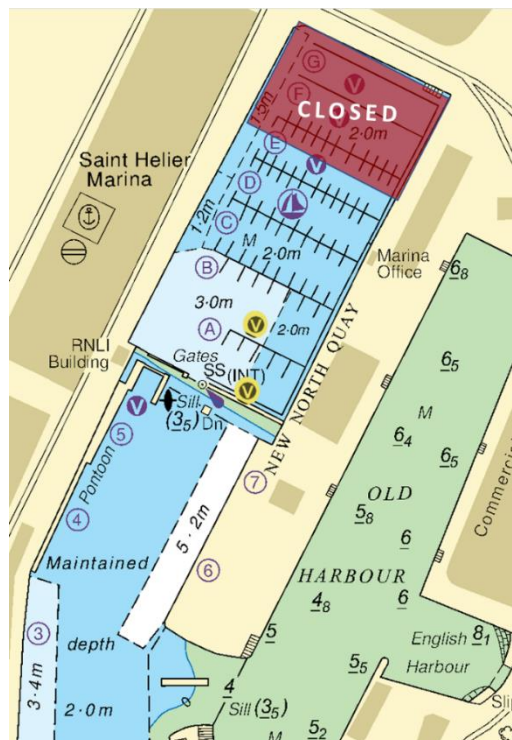 G
V
F
CLOSED
1·5m
2·0m
E
V
Saint Helier
Marina
D
C
1·2m
M
2·0m
B
Marina
Office
6₈
3·0m
A
V
2·0m
6₅
RNLI
Building
Gates
SS(INT)
V
NEW NORTH QUAY
M
V
Sill
(3₅)
Dn
6₄
6₅
Commercial
5
Pontoon
7
OLD
5₈
4
5·2m
6
Maintained
6
HARBOUR
4₈
6
3
5
English
Harbour
8₁
depth
5₅
3·4m
4
Sill (3₅)
2·0m
5₂
M